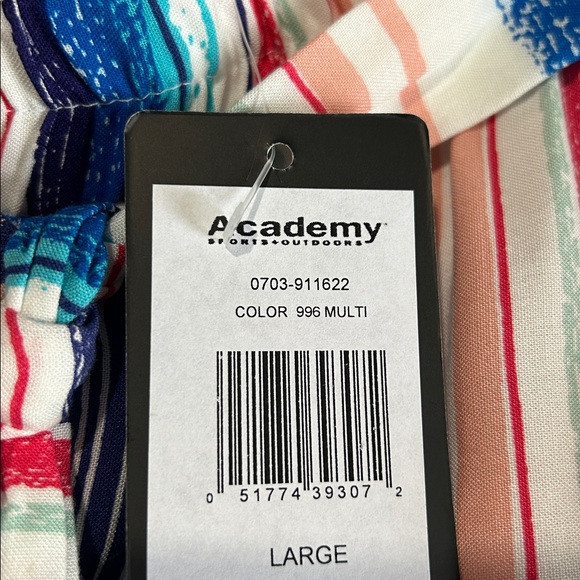 Academy
SPORTS+OUTDOORS
0703-911622
COLOR 996 MULTI
0 51774 39307 2
LARGE